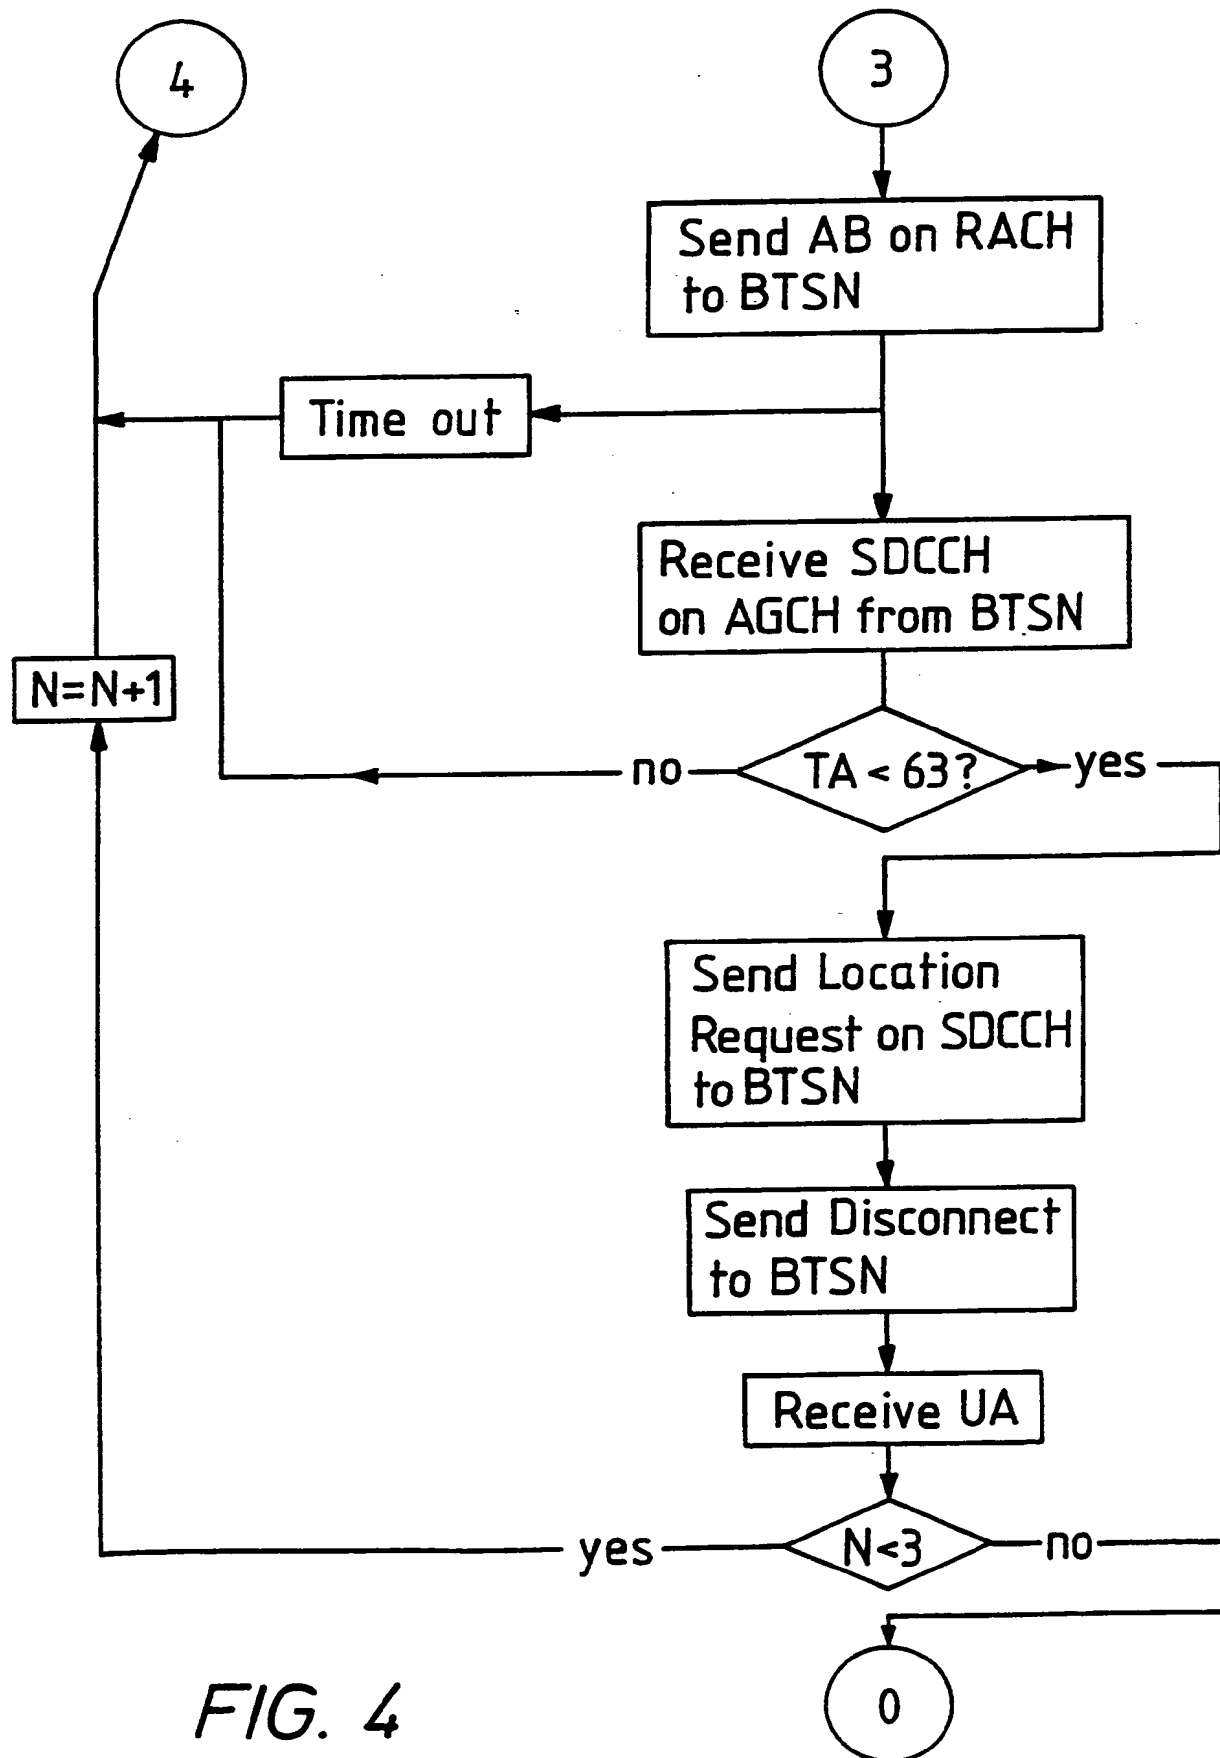 4
3
Send AB on RACH
to BTSN
Time out
Receive SDCCH
on AGCH from BTSN
N=N+1
no
TA < 63?
yes
Send Location
Request on SDCCH
to BTSN
Send Disconnect
to BTSN
Receive UA
yes
N<3
no
0
FIG. 4